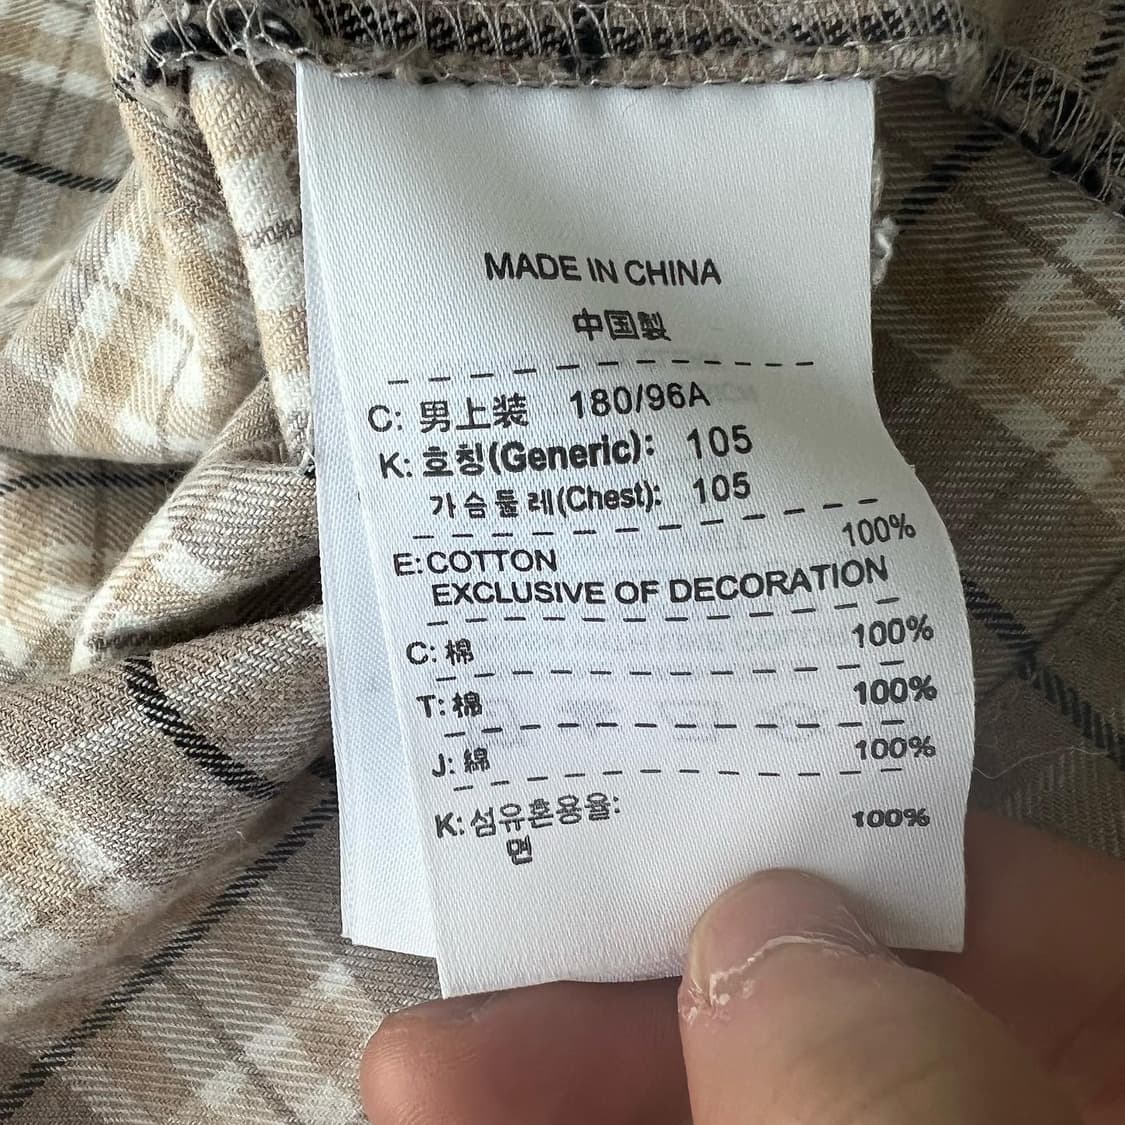 MADE IN CHINA
中国製
C: 男上装 180/96A
K: 호칭(Generic): 105
가슴둘레(Chest): 105
E: COTTON 100%
EXCLUSIVE OF DECORATION
C: 棉 100%
T: 棉 100%
J: 綿 100%
K: 섬유혼용율:
면 100%